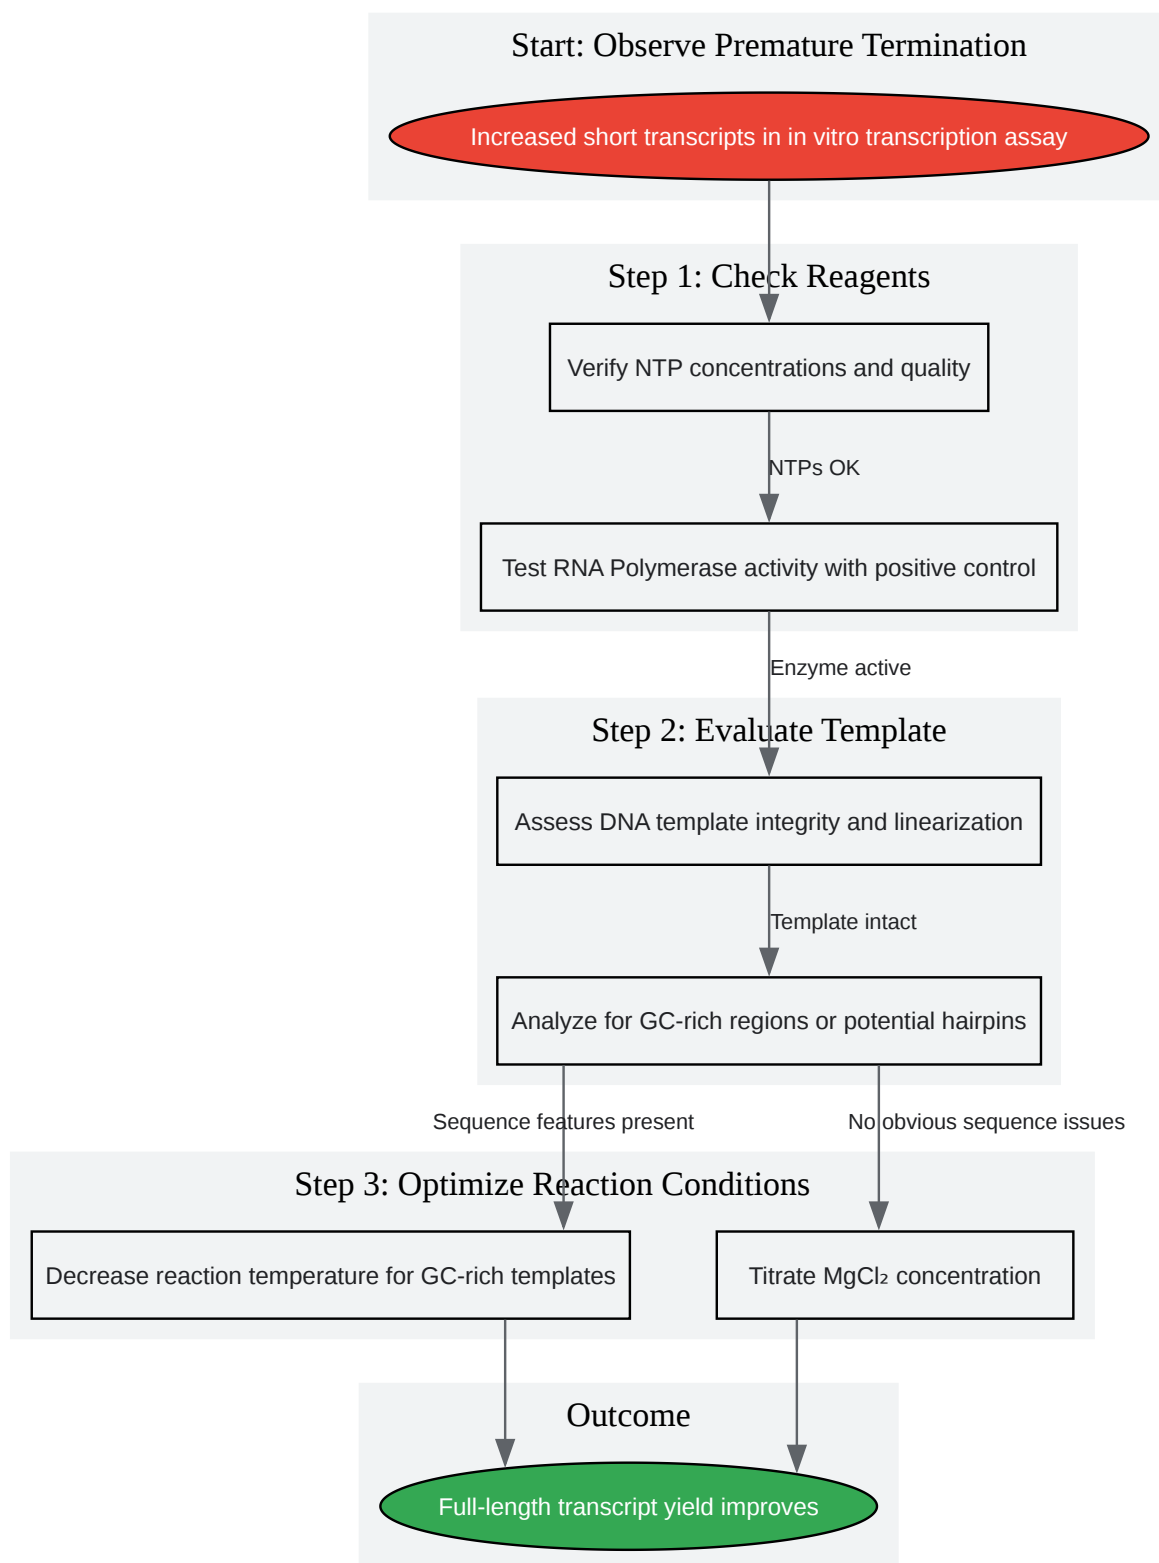 Start: Observe Premature Termination
Increased short transcripts in in vitro transcription assay
Step 1: Check Reagents
Verify NTP concentrations and quality
NTPs OK
Test RNA Polymerase activity with positive control
Enzyme active
Step 2: Evaluate Template
Assess DNA template integrity and linearization
Template intact
Analyze for GC-rich regions or potential hairpins
Sequence features present
No obvious sequence issues
Step 3: Optimize Reaction Conditions
Decrease reaction temperature for GC-rich templates
Titrate MgCl₂ concentration
Outcome
Full-length transcript yield improves